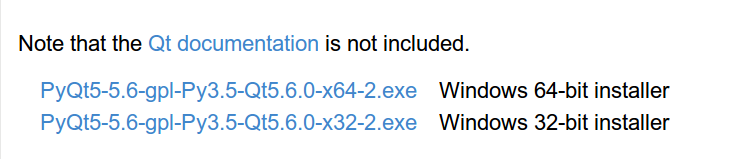 Note that the Qt documentation is not included.
PyQt5-5.6-gpl-Py3.5-Qt5.6.0-x64-2.exe Windows 64-bit installer
PyQt5-5.6-gpl-Py3.5-Qt5.6.0-x32-2.exe Windows 32-bit installer